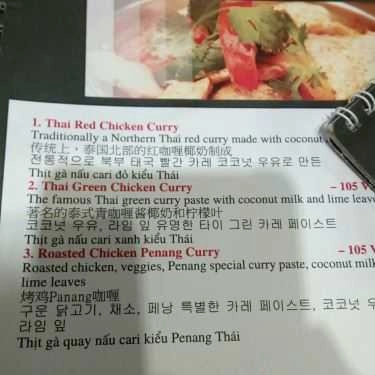 1. Thai Red Chicken Curry
Traditionally a Northern Thai red curry made with coconut
传统上，泰国北部的红咖喱椰奶制成
전통적으로 북부 태국 빨간 카레 코코넛 우유로 만든
Thịt gà nấu cari đỏ kiểu Thái
2. Thai Green Chicken Curry – 105 V
The famous Thai green curry paste with coconut milk and lime leaves
著名的泰式青咖喱酱椰奶和柠檬叶
코코넛 우유, 라임 잎 유명한 타이 그린 카레 페이스트
Thịt gà nấu cari xanh kiểu Thái
3. Roasted Chicken Penang Curry – 105 V
Roasted chicken, veggies, Penang special curry paste, coconut milk
lime leaves
烤鸡Panang咖喱
구운 닭고기, 채소, 페낭 특별한 카레 페이스트, 코코넛 우
라임 잎
Thịt gà quay nấu cari kiểu Penang Thái